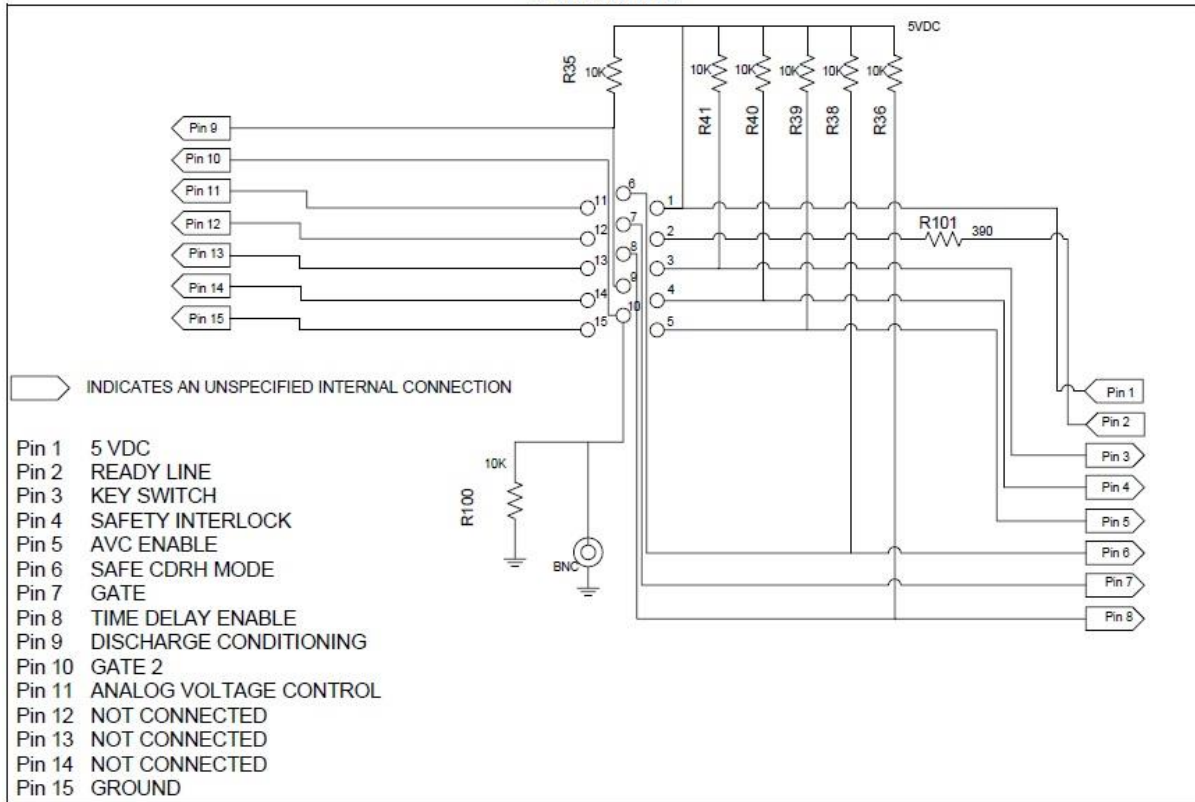 5VDC
R35
10K
10K
10K
10K
10K
10K
R41
R40
R39
R38
R36
Pin 9
Pin 10
Pin 11
Pin 12
Pin 13
Pin 14
Pin 15
6
11
1
7
12
2
R101
390
8
13
3
9
14
4
10
15
5
INDICATES AN UNSPECIFIED INTERNAL CONNECTION
Pin 1
Pin 2
Pin 3
Pin 4
Pin 5
Pin 6
Pin 7
Pin 8
10K
R100
BNC
Pin 1 5 VDC
Pin 2 READY LINE
Pin 3 KEY SWITCH
Pin 4 SAFETY INTERLOCK
Pin 5 AVC ENABLE
Pin 6 SAFE CDRH MODE
Pin 7 GATE
Pin 8 TIME DELAY ENABLE
Pin 9 DISCHARGE CONDITIONING
Pin 10 GATE 2
Pin 11 ANALOG VOLTAGE CONTROL
Pin 12 NOT CONNECTED
Pin 13 NOT CONNECTED
Pin 14 NOT CONNECTED
Pin 15 GROUND